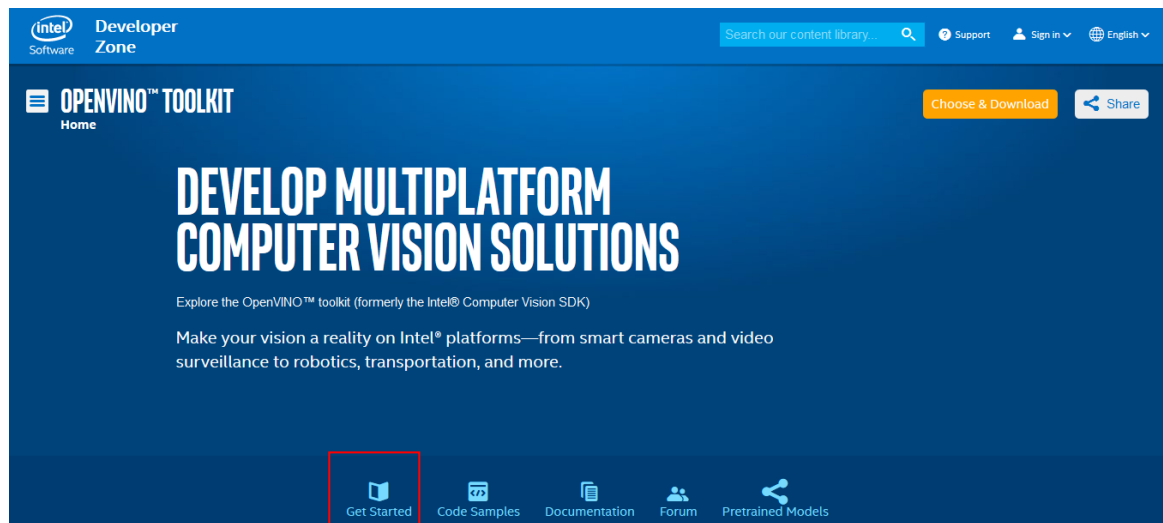 intel Developer
Software Zone
Search our content library...
Support
Sign in
English
OPENVINO™ TOOLKIT
Home
Choose & Download
Share
DEVELOP MULTIPLATFORM
COMPUTER VISION SOLUTIONS
Explore the OpenVINO™ toolkit (formerly the Intel® Computer Vision SDK)
Make your vision a reality on Intel® platforms—from smart cameras and video
surveillance to robotics, transportation, and more.
Get Started
Code Samples
Documentation
Forum
Pretrained Models